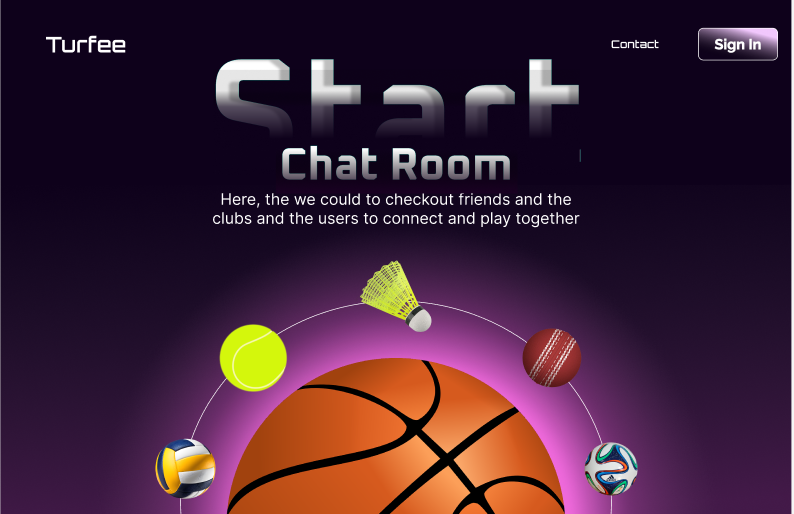 Turfee
Contact
Sign In
Start
Chat Room
Here, the we could to checkout friends and the
clubs and the users to connect and play together